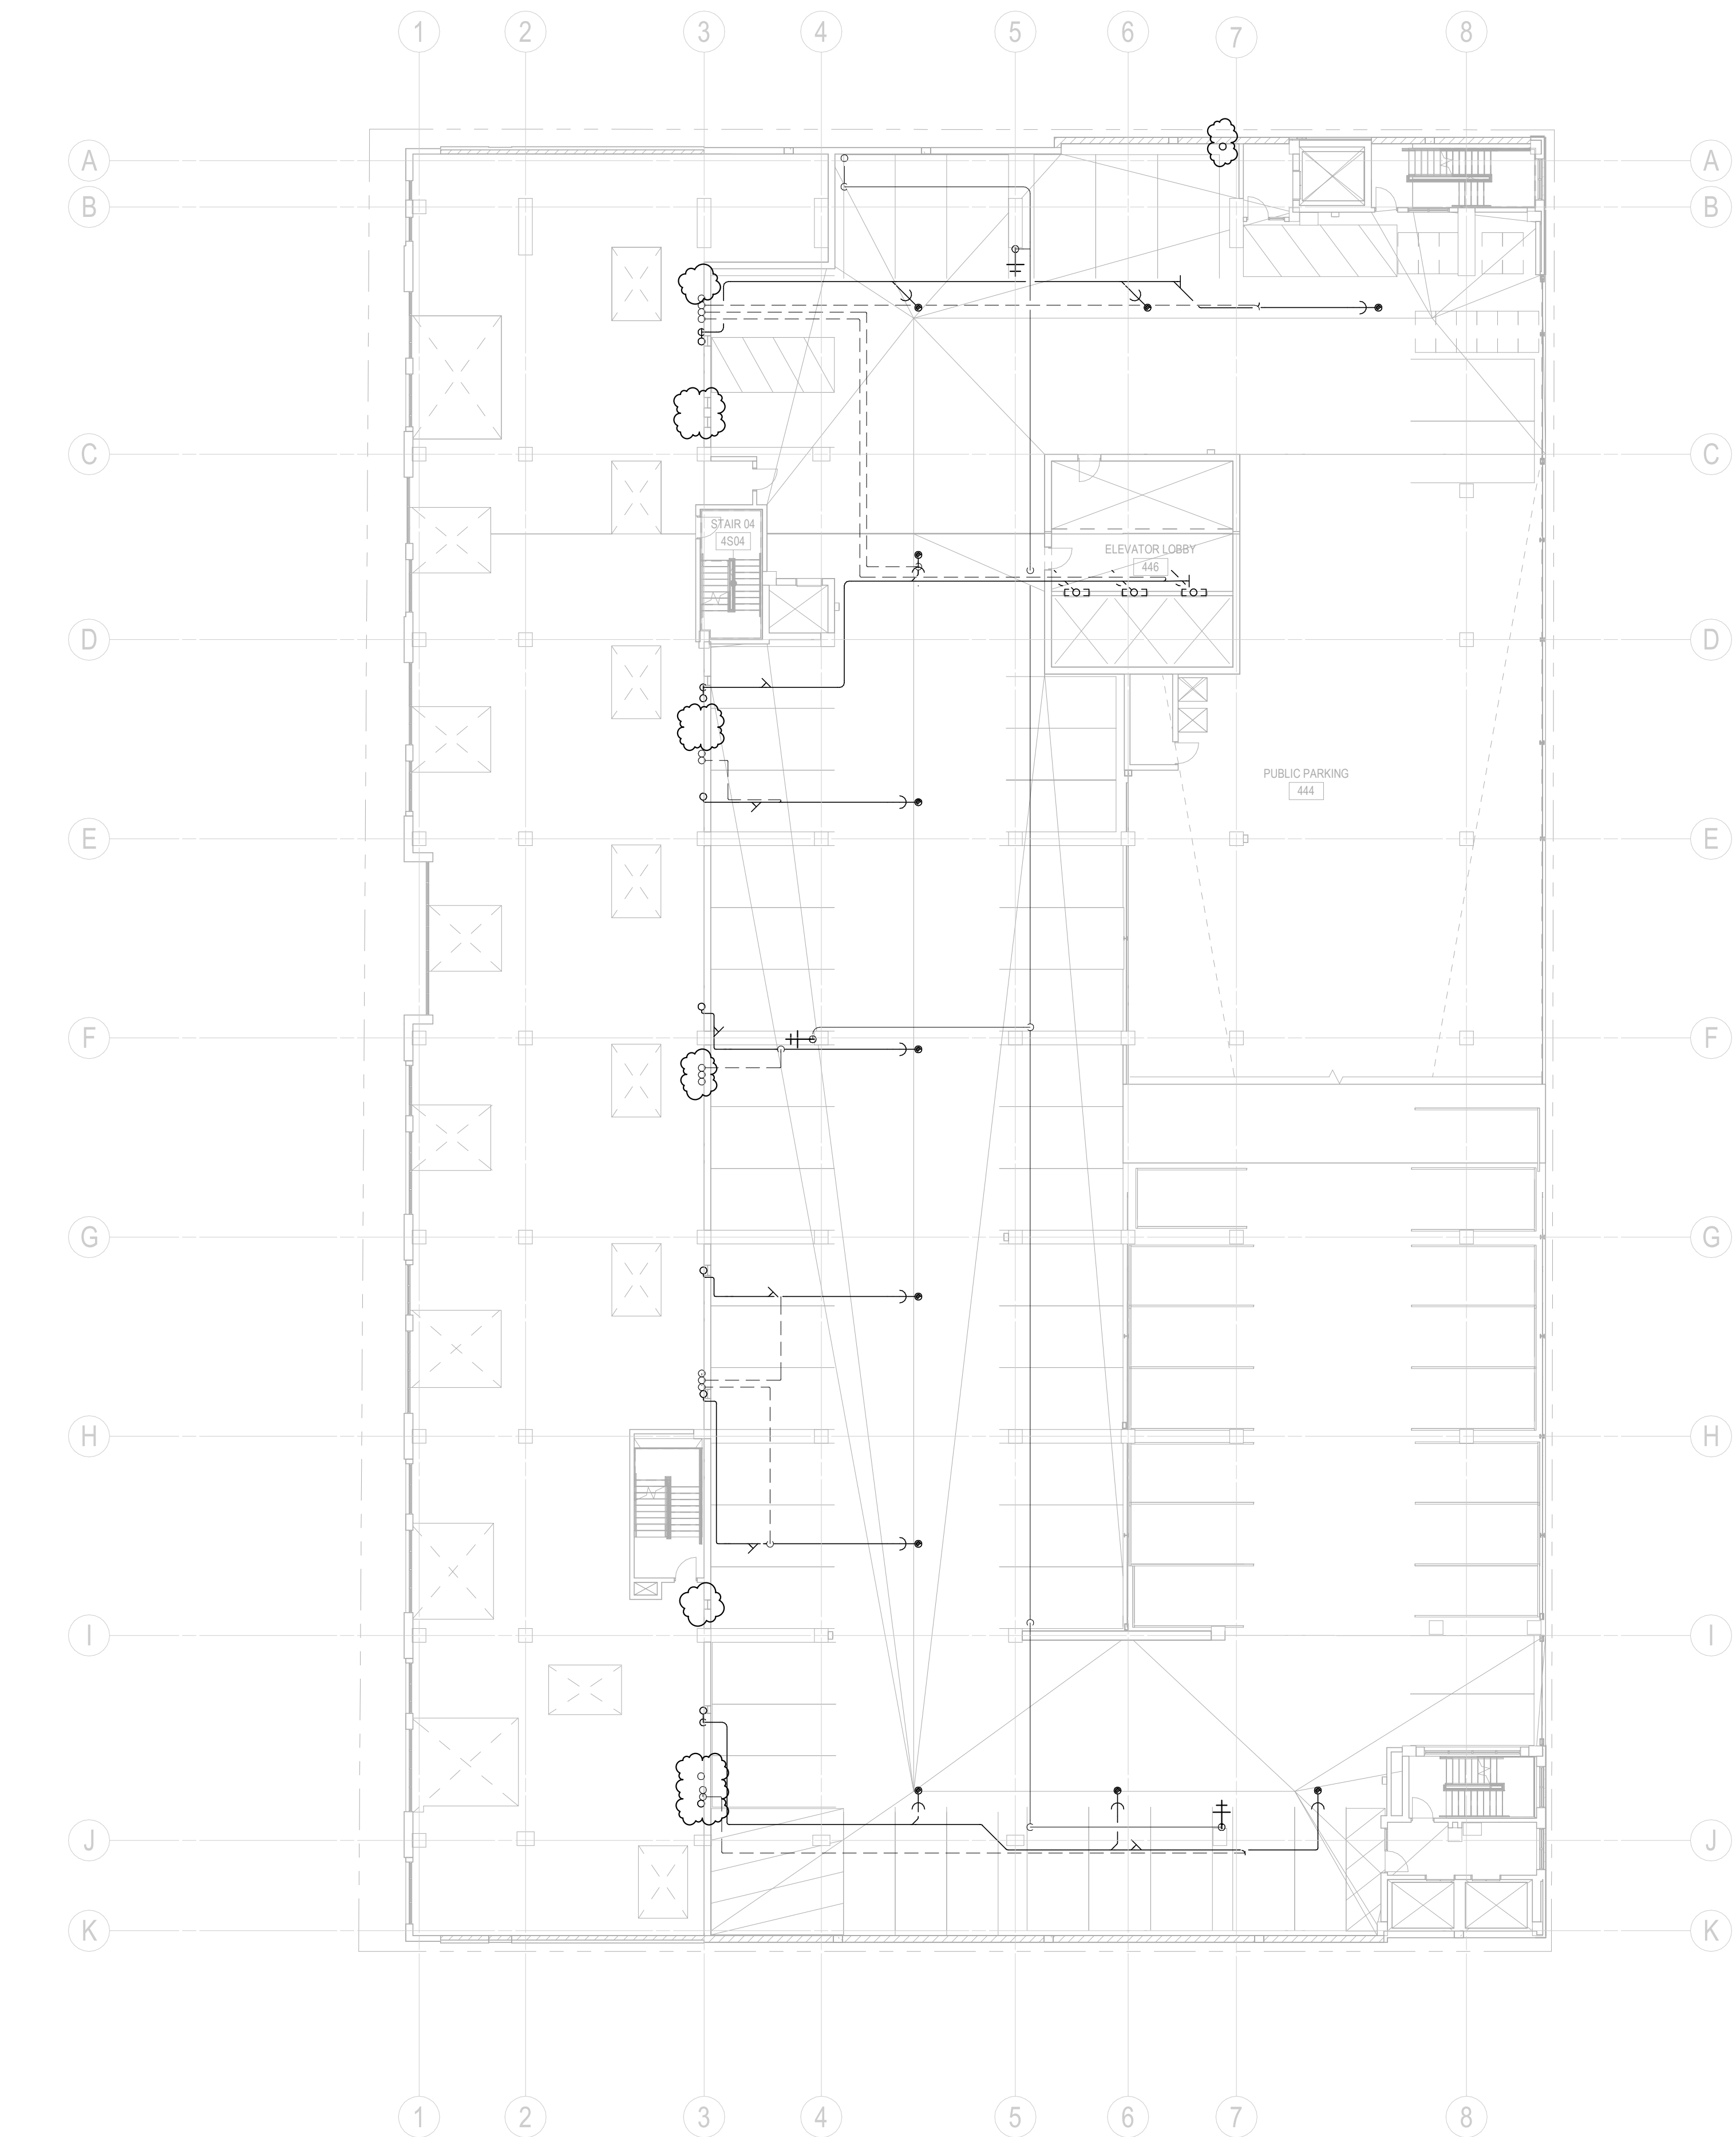 1 2 3 4 5 6 7 8
A A
B B
C C
STAIR 04
4S04
ELEVATOR LOBBY
446
D D
PUBLIC PARKING
444
E E
F F
G G
H H
I I
J J
K K
1 2 3 4 5 6 7 8